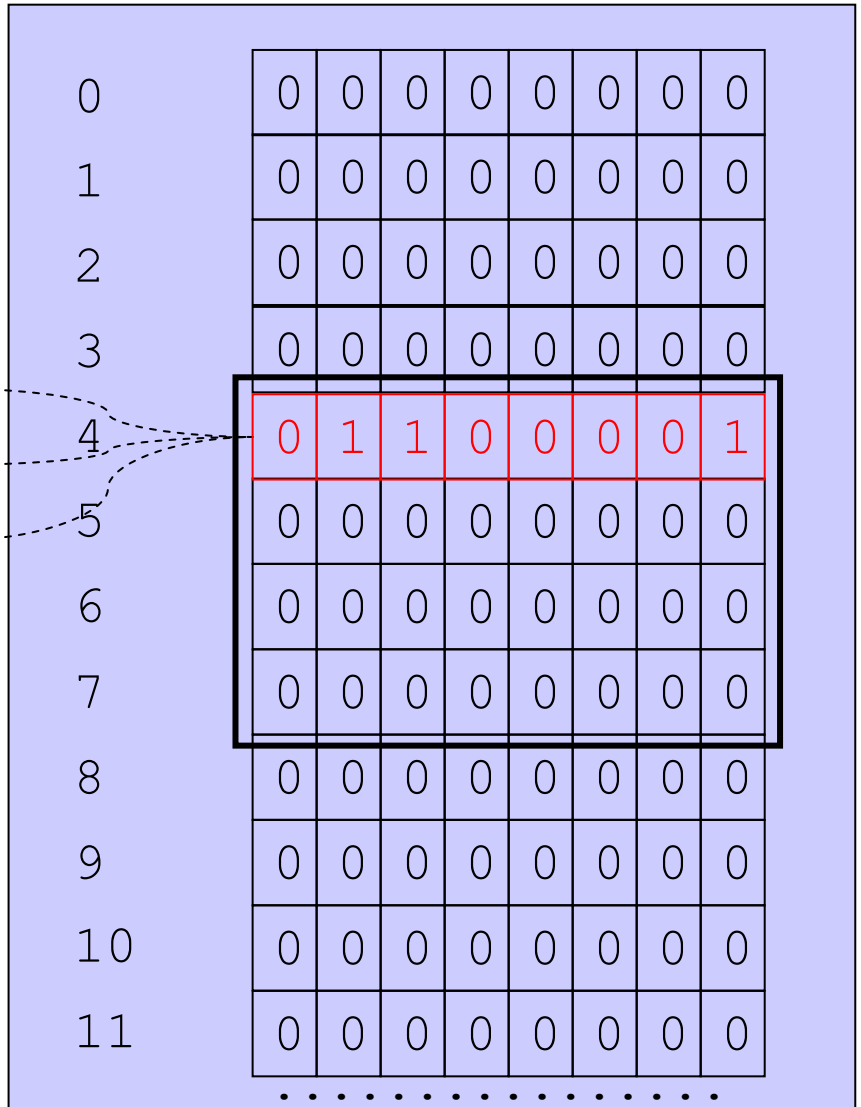 0 0 0 0 0 0 0 0 0
1 0 0 0 0 0 0 0 0
2 0 0 0 0 0 0 0 0
3 0 0 0 0 0 0 0 0
4 0 1 1 0 0 0 0 1
5 0 0 0 0 0 0 0 0
6 0 0 0 0 0 0 0 0
7 0 0 0 0 0 0 0 0
8 0 0 0 0 0 0 0 0
9 0 0 0 0 0 0 0 0
10 0 0 0 0 0 0 0 0
11 0 0 0 0 0 0 0 0
. . . . . . . . . . . . . . . .